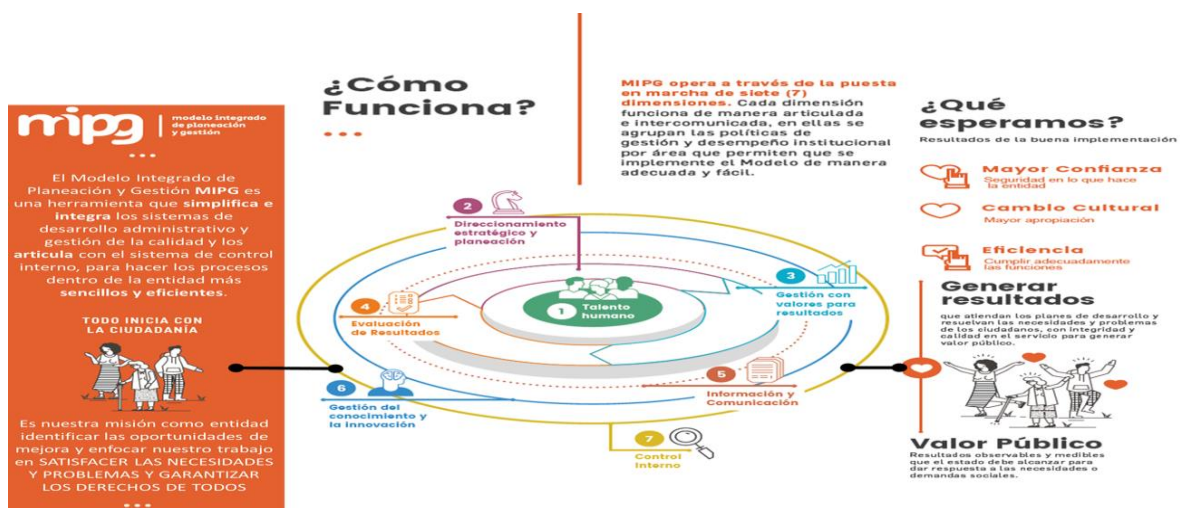 mipg
modelo integrado
de planeación
y gestión
El Modelo Integrado de
Planeación y Gestión MIPG es
una herramienta que simplifica e
integra los sistemas de
desarrollo administrativo y
gestión de la calidad y los
articula con el sistema de control
interno, para hacer los procesos
dentro de la entidad más
sencillos y eficientes.
TODO INICIA CON
LA CIUDADANÍA
Es nuestra misión como entidad
identificar las oportunidades de
mejora y enfocar nuestro trabajo
en SATISFACER LAS NECESIDADES
Y PROBLEMAS Y GARANTIZAR
LOS DERECHOS DE TODOS
¿Cómo
Funciona?
MIPG opera a través de la puesta
en marcha de siete (7)
dimensiones. Cada dimensión
funciona de manera articulada
e intercomunicada, en ellas se
agrupan las políticas de
gestión y desempeño institucional
por área que permiten que se
implemente el Modelo de manera
adecuada y fácil.
1 Talento
humano
2
Direccionamiento
estratégico y
planeación
3
Gestión con
valores para
resultados
4
Evaluación
de Resultados
5
Información y
Comunicación
6
Gestión del
conocimiento y
la innovación
7
Control
Interno
¿Qué
esperamos?
Resultados de la buena implementación
Mayor Confianza
Seguridad en lo que hace
la entidad
Cambio Cultural
Mayor apropiación
Eficiencia
Cumplir adecuadamente
las funciones
Generar
resultados
que atiendan los planes de desarrollo y
resuelvan las necesidades y problemas
de los ciudadanos, con integridad y
calidad en el servicio para generar
valor público.
Valor Público
Resultados observables y medibles
que el estado debe alcanzar para
dar respuesta a las necesidades o
demandas sociales.